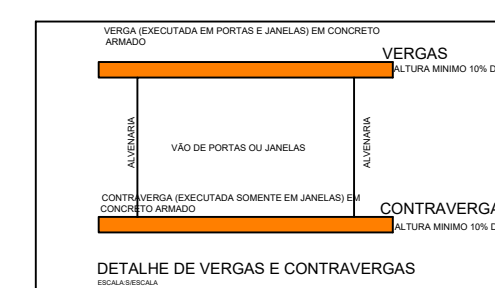 VERGA (EXECUTADA EM PORTAS E JANELAS) EM CONCRETO
ARMADO
VERGAS
ALTURA MINIMO 10% D
ALVENARIA
VÃO DE PORTAS OU JANELAS
ALVENARIA
CONTRAVERGA (EXECUTADA SOMENTE EM JANELAS) EM
CONCRETO ARMADO
CONTRAVERGA
ALTURA MINIMO 10% D
DETALHE DE VERGAS E CONTRAVERGAS
ESCALA:S/ESCALA